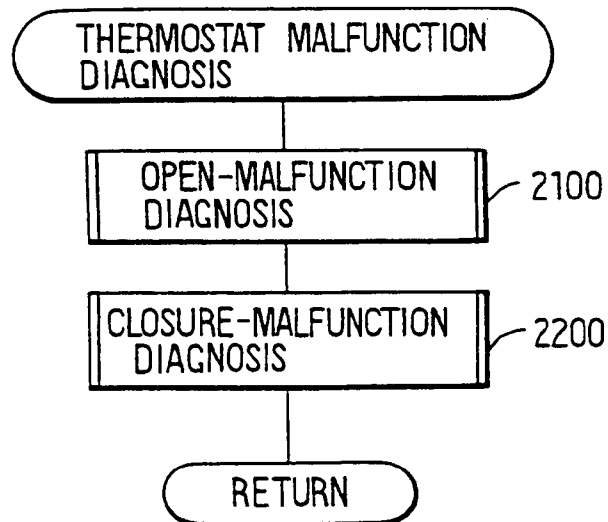 THERMOSTAT MALFUNCTION
DIAGNOSIS
OPEN-MALFUNCTION
DIAGNOSIS
2100
CLOSURE-MALFUNCTION
DIAGNOSIS
2200
RETURN